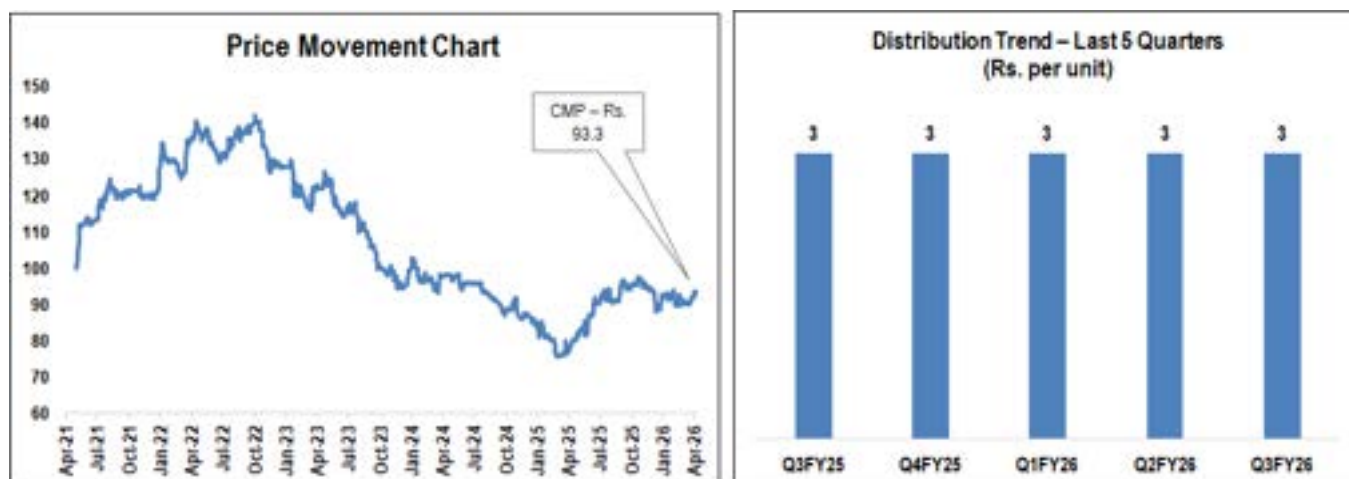 Price Movement Chart
150
140
130
120
110
100
90
80
70
60
CMP – Rs.
93.3
Apr-21
Jul-21
Oct-21
Jan-22
Apr-22
Jul-22
Oct-22
Jan-23
Apr-23
Jul-23
Oct-23
Jan-24
Apr-24
Jul-24
Oct-24
Jan-25
Apr-25
Jul-25
Oct-25
Jan-26
Apr-26
Distribution Trend – Last 5 Quarters
(Rs. per unit)
3 3 3 3 3
Q3FY25 Q4FY25 Q1FY26 Q2FY26 Q3FY26